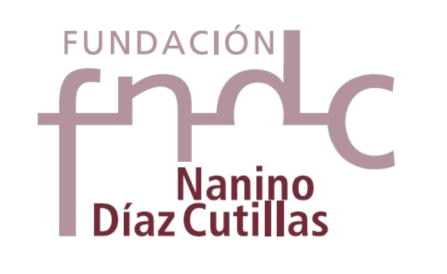 FUNDACIÓN
fndc
Nanino
Díaz Cutillas